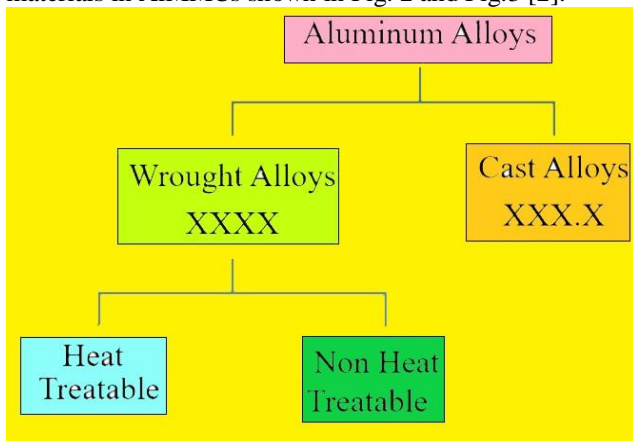 materials in AlMMCs shown in Fig. 2 and Fig.3 [2].
Aluminum Alloys
Wrought Alloys
XXXX
Cast Alloys
XXX.X
Heat
Treatable
Non Heat
Treatable